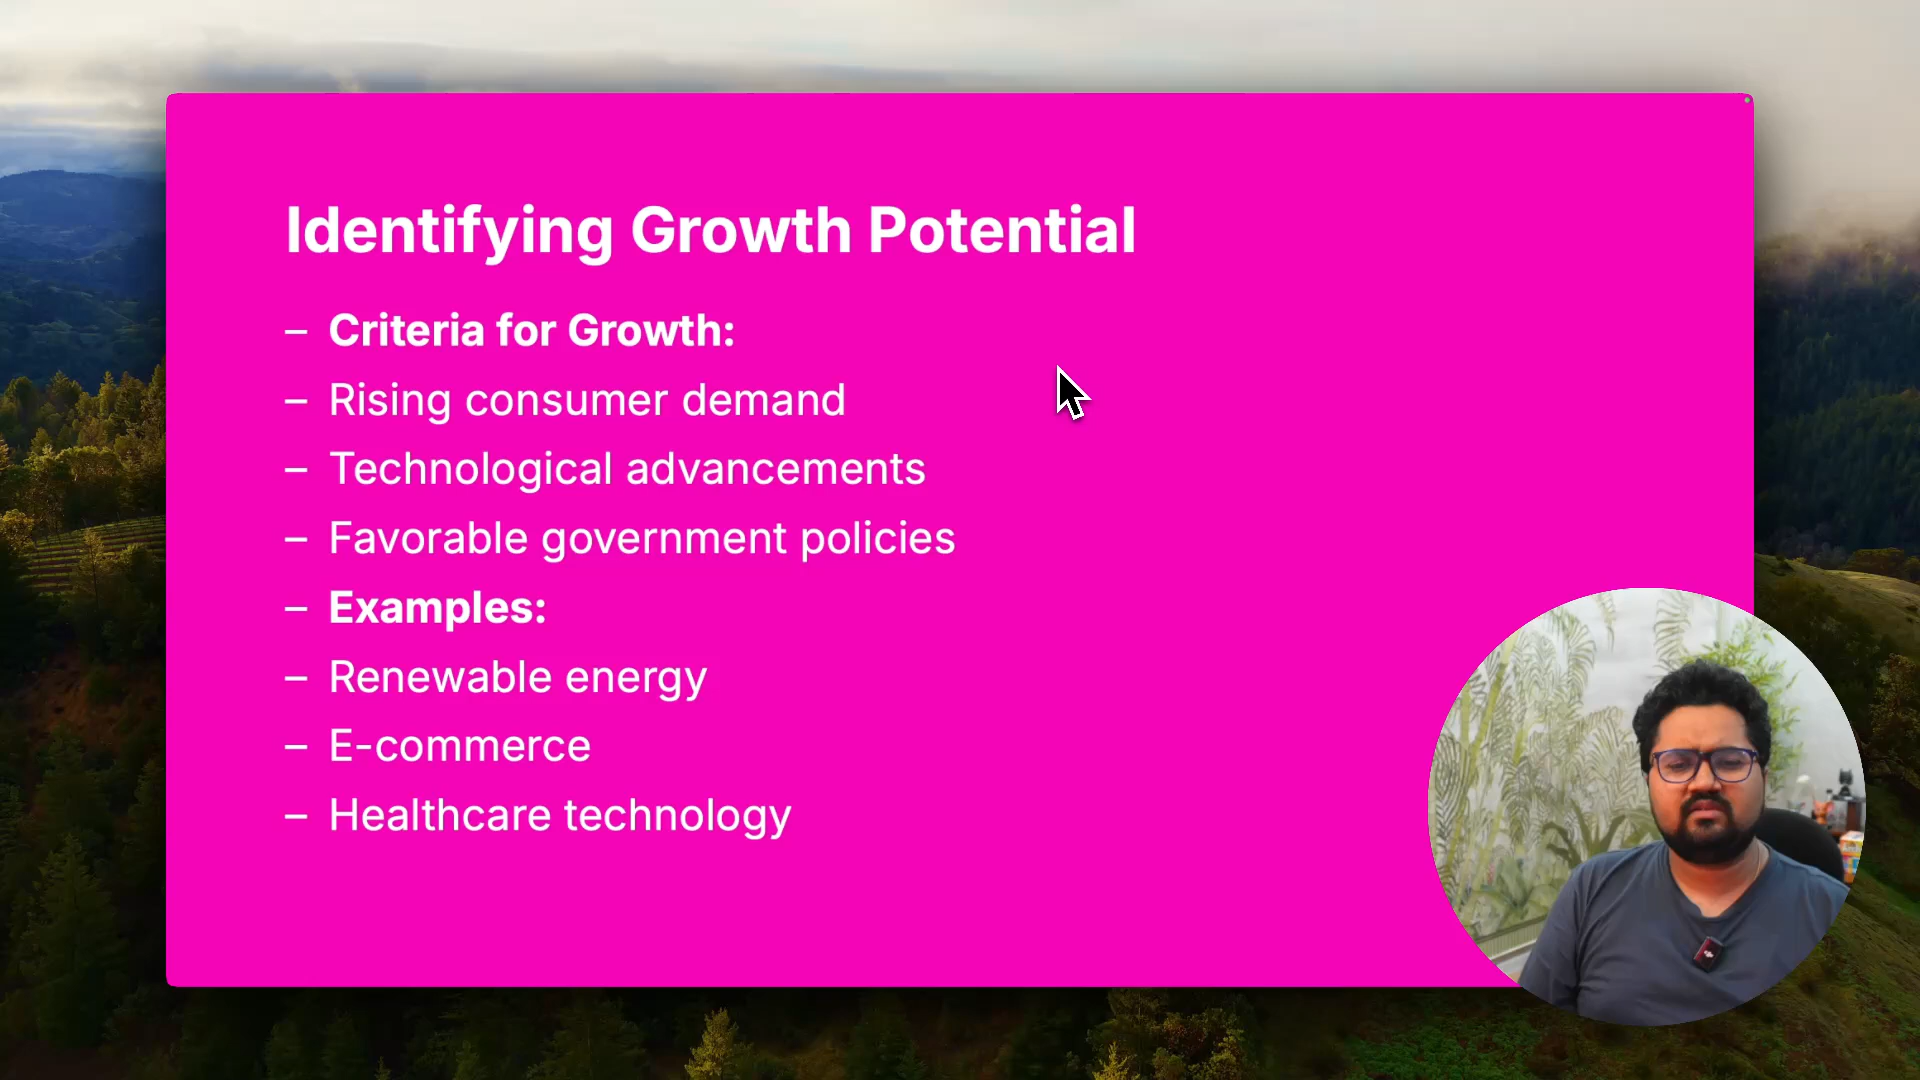 Identifying Growth Potential
– Criteria for Growth:
– Rising consumer demand
– Technological advancements
– Favorable government policies
– Examples:
– Renewable energy
– E-commerce
– Healthcare technology